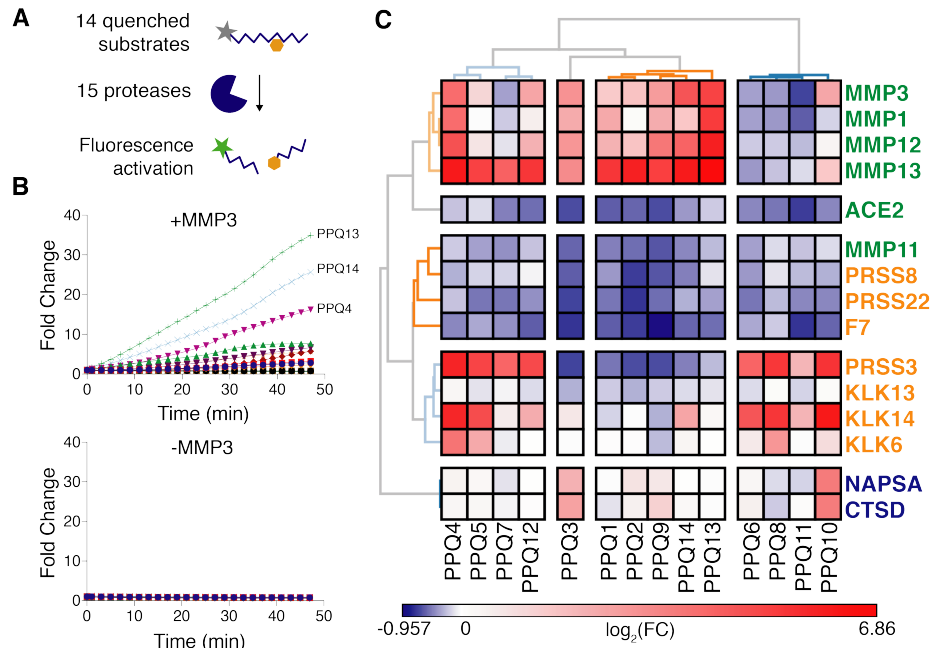 A
14 quenched
substrates
15 proteases
Fluorescence
activation
B
+MMP3
40
30
20
10
0
Fold Change
PPQ13
PPQ14
PPQ4
0 10 20 30 40 50
Time (min)
-MMP3
40
30
20
10
0
Fold Change
0 10 20 30 40 50
Time (min)
C
MMP3
MMP1
MMP12
MMP13
ACE2
MMP11
PRSS8
PRSS22
F7
PRSS3
KLK13
KLK14
KLK6
NAPSA
CTSD
PPQ4
PPQ5
PPQ7
PPQ12
PPQ3
PPQ1
PPQ2
PPQ9
PPQ14
PPQ13
PPQ6
PPQ8
PPQ11
PPQ10
-0.957 0 log2(FC) 6.86